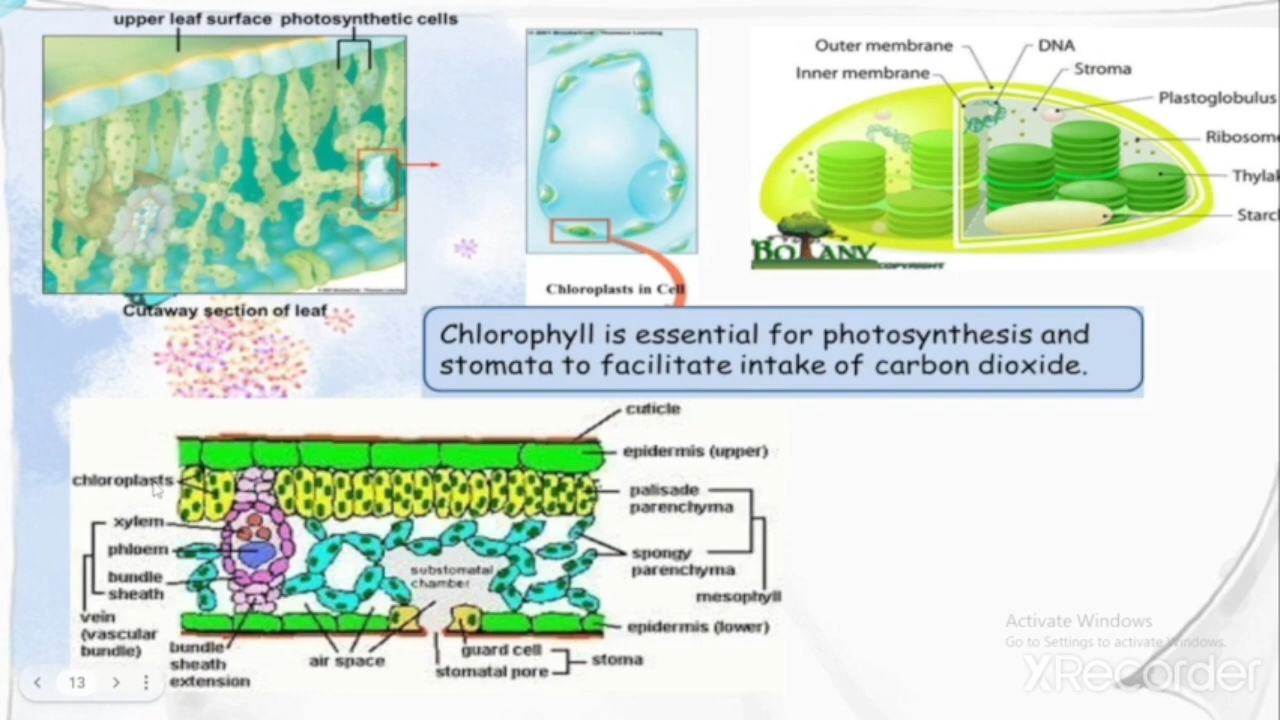 upper leaf surface photosynthetic cells
Cutaway section of leaf
Chloroplasts in Cell
Outer membrane
Inner membrane
DNA
Stroma
Plastoglobulus
Ribosome
Thylak
Starc
BOTANY
COPYRIGHT
Chlorophyll is essential for photosynthesis and
stomata to facilitate intake of carbon dioxide.
cuticle
epidermis (upper)
chloroplasts
palisade
parenchyma
xylem
phloem
bundle
sheath
spongy
parenchyma
substomatal
chamber
mesophyll
vein
(vascular
bundle)
epidermis (lower)
bundle
sheath
extension
air space
guard cell
stomatal pore
stoma
13
Activate Windows
Go to Settings to activate Windows.
XRecorder